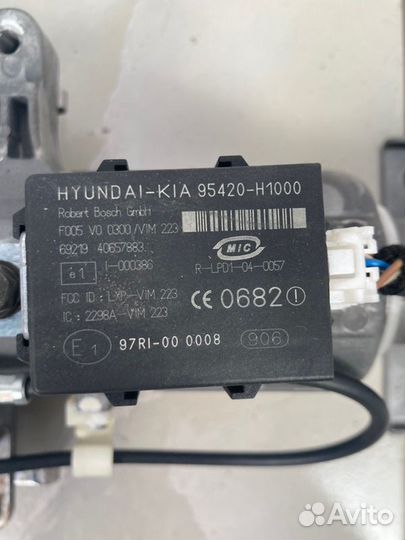 HYUNDAI-KIA 95420-H1000
Robert Bosch GmbH
F005 V0 0300/VIM 223
69219 40657883
MIC
e1 I-000386
R-LPD1-04-0057
FCC ID : LXP-VIM 223
IC : 2298A-VIM 223
CE 0682
E1 97RI-00 0008 906
Avito